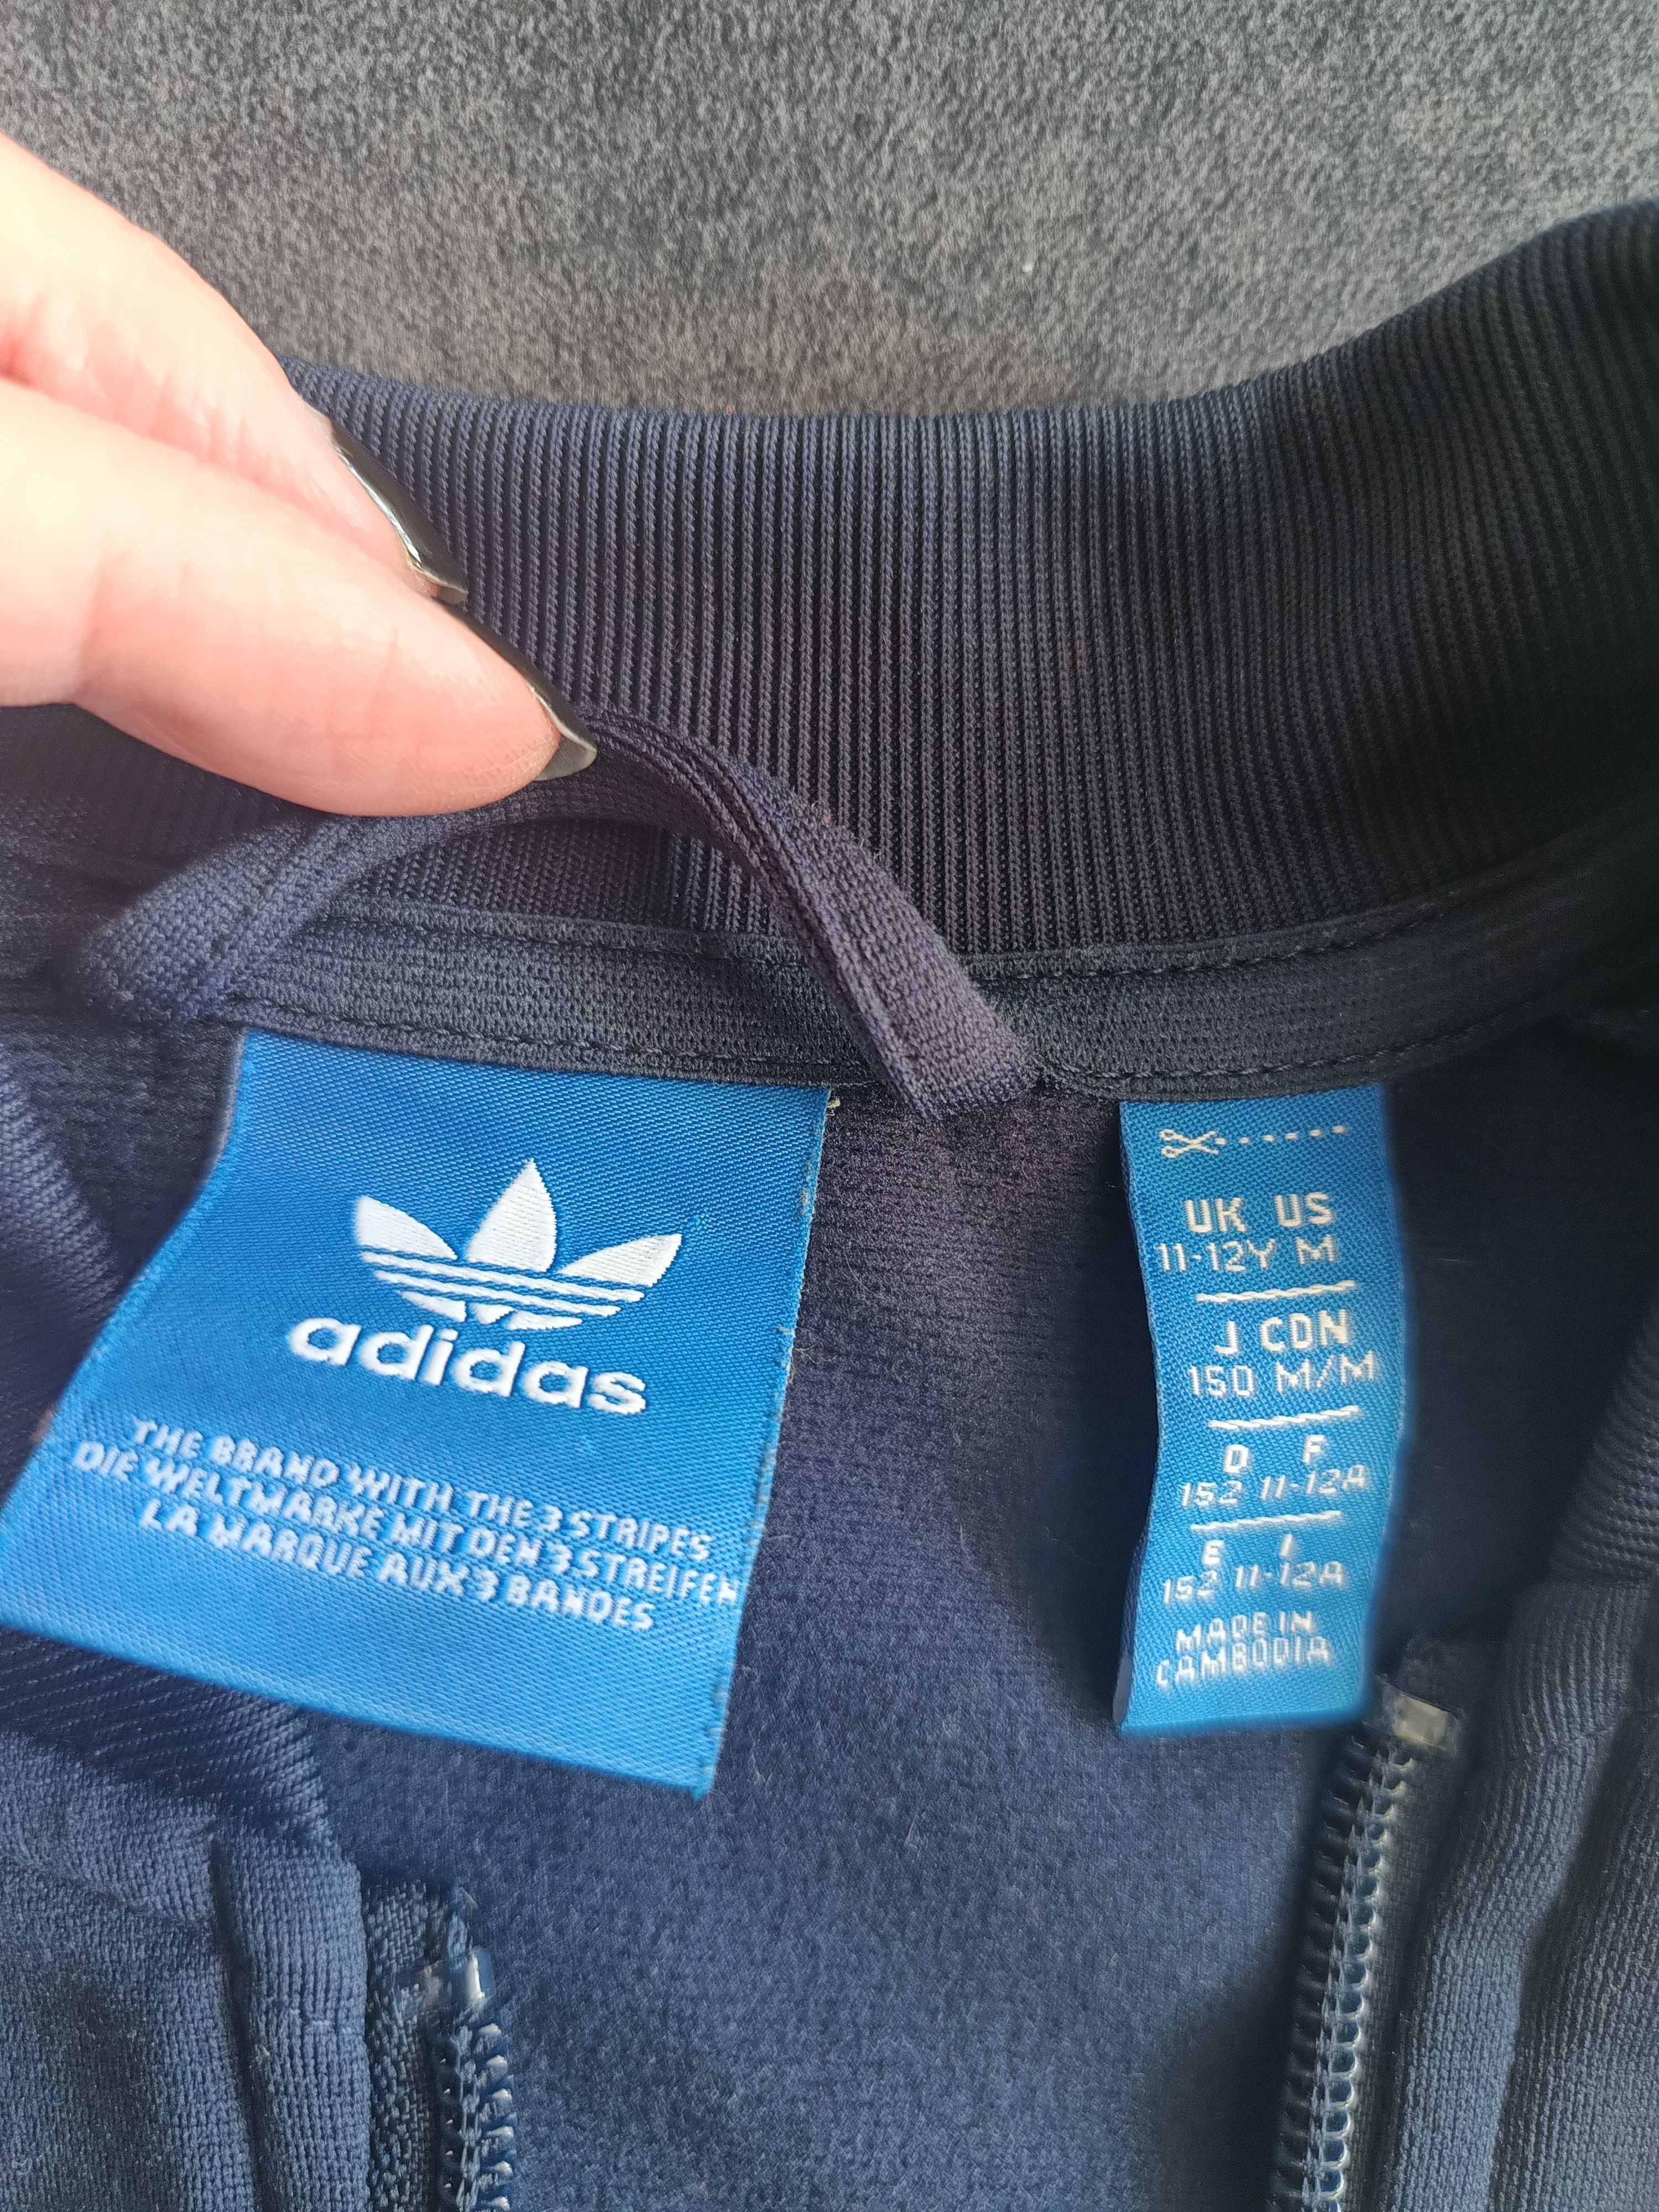 adidas
THE BRAND WITH THE 3 STRIPES
DIE WELTMARKE MIT DEN 3 STREIFEN
LA MARQUE AUX 3 BANDES
UK US
11-12Y M
J CDN
150 M/M
D F
152 11-12A
E I
152 11-12A
MADE IN
CAMBODIA